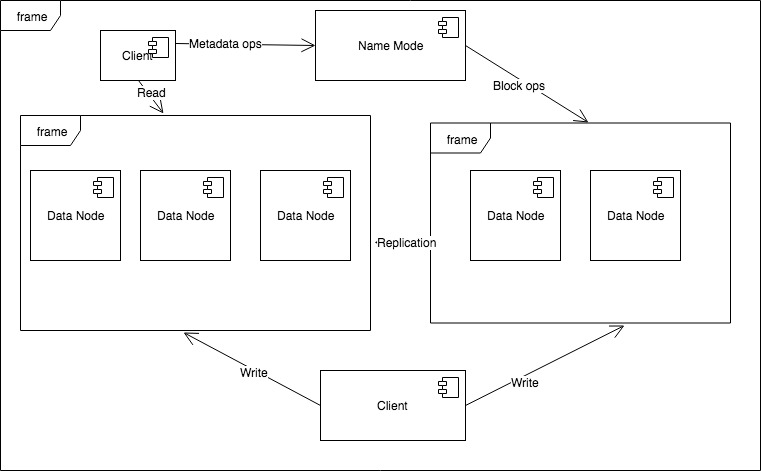 frame
Client
Metadata ops
Name Mode
Read
Block ops
frame
frame
Data Node
Data Node
Data Node
Data Node
Data Node
Replication
Write
Write
Client